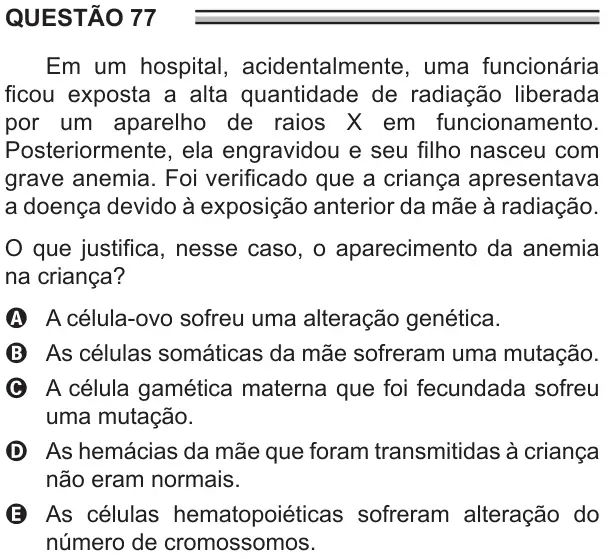 QUESTÃO 77
Em um hospital, acidentalmente, uma funcionária
ficou exposta a alta quantidade de radiação liberada
por um aparelho de raios X em funcionamento.
Posteriormente, ela engravidou e seu filho nasceu com
grave anemia. Foi verificado que a criança apresentava
a doença devido à exposição anterior da mãe à radiação.
O que justifica, nesse caso, o aparecimento da anemia
na criança?
A A célula-ovo sofreu uma alteração genética.
B As células somáticas da mãe sofreram uma mutação.
C A célula gamética materna que foi fecundada sofreu
uma mutação.
D As hemácias da mãe que foram transmitidas à criança
não eram normais.
E As células hematopoiéticas sofreram alteração do
número de cromossomos.